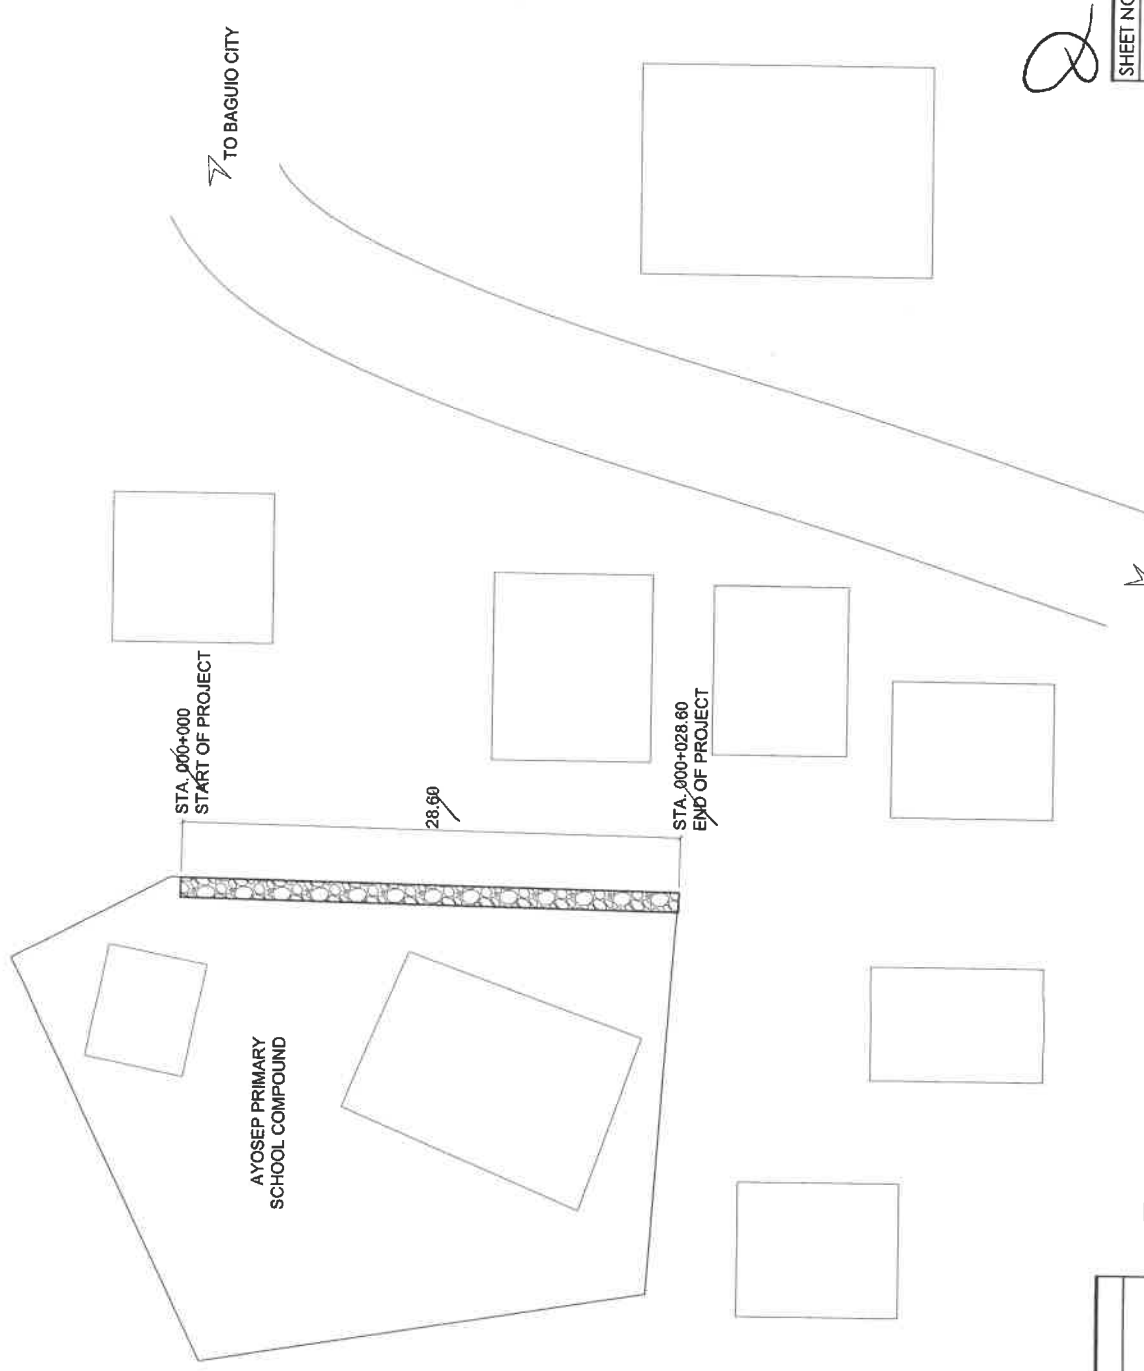 TO BAGUIO CITY
STA. 000+000
START OF PROJECT
28.60
STA. 000+028.60
END OF PROJECT
AYOSEP PRIMARY
SCHOOL COMPOUND
SHEET NO